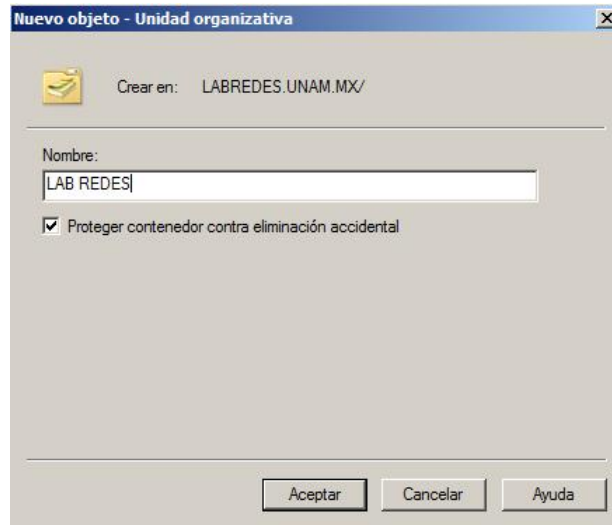 Nuevo objeto - Unidad organizativa
Crear en: LABREDES.UNAM.MX/
Nombre:
LAB REDES
Proteger contenedor contra eliminación accidental
Aceptar Cancelar Ayuda